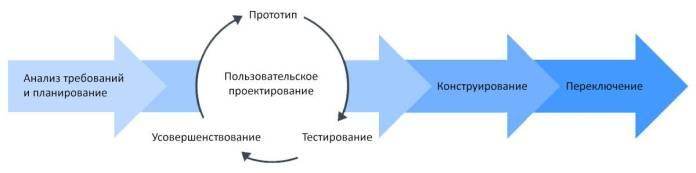 Прототип
Анализ требований
и планирование
Пользовательское
проектирование
Конструирование
Переключение
Усовершенствование
Тестирование